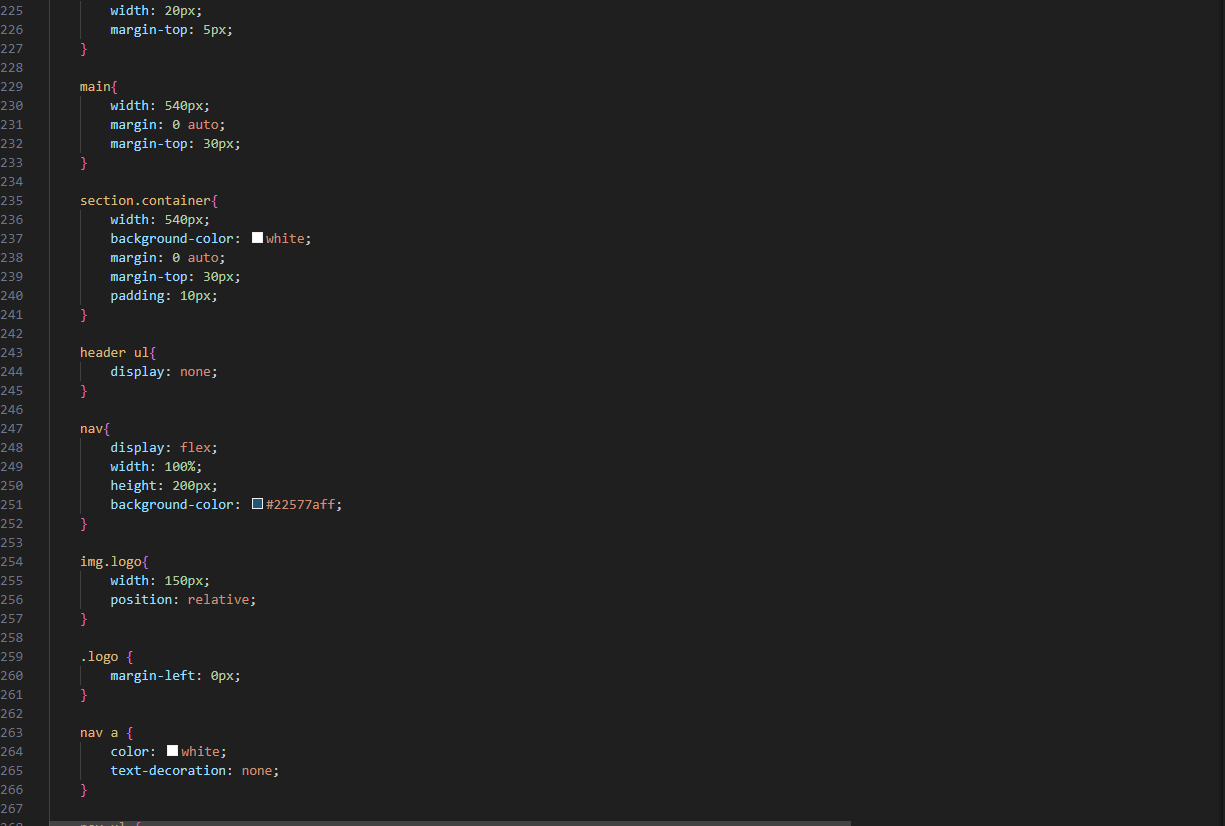 225 width: 20px;
226 margin-top: 5px;
227 }
228
229 main{
230 width: 540px;
231 margin: 0 auto;
232 margin-top: 30px;
233 }
234
235 section.container{
236 width: 540px;
237 background-color: white;
238 margin: 0 auto;
239 margin-top: 30px;
240 padding: 10px;
241 }
242
243 header ul{
244 display: none;
245 }
246
247 nav{
248 display: flex;
249 width: 100%;
250 height: 200px;
251 background-color: #22577aff;
252 }
253
254 img.logo{
255 width: 150px;
256 position: relative;
257 }
258
259 .logo {
260 margin-left: 0px;
261 }
262
263 nav a {
264 color: white;
265 text-decoration: none;
266 }
267